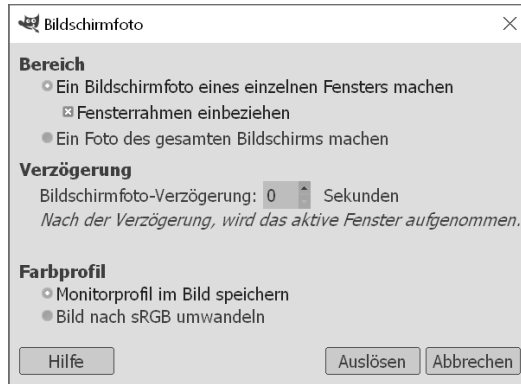 Bildschirmfoto
Bereich
Ein Bildschirmfoto eines einzelnen Fensters machen
Fensterrahmen einbeziehen
Ein Foto des gesamten Bildschirms machen
Verzögerung
Bildschirmfoto-Verzögerung: 0 Sekunden
Nach der Verzögerung, wird das aktive Fenster aufgenommen.
Farbprofil
Monitorprofil im Bild speichern
Bild nach sRGB umwandeln
Hilfe Auslösen Abbrechen